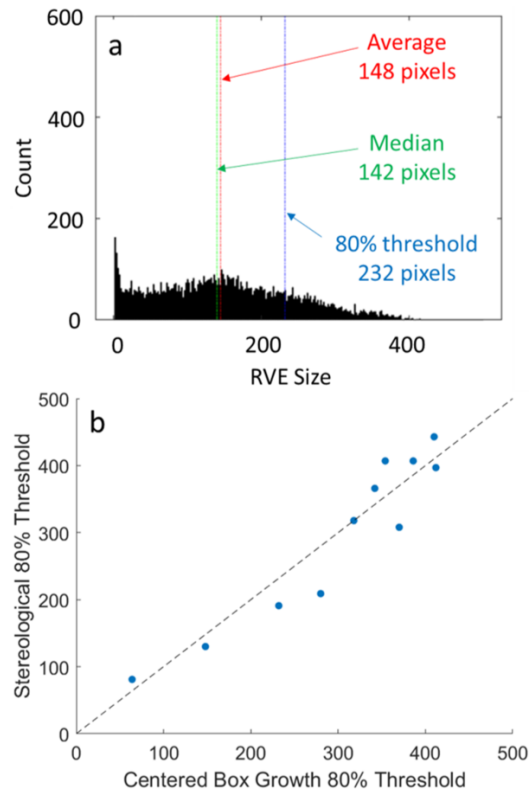 a
600
400
200
0
Count
Average
148 pixels
Median
142 pixels
80% threshold
232 pixels
0 200 400
RVE Size
b
500
400
300
200
100
0
Stereological 80% Threshold
0 100 200 300 400 500
Centered Box Growth 80% Threshold